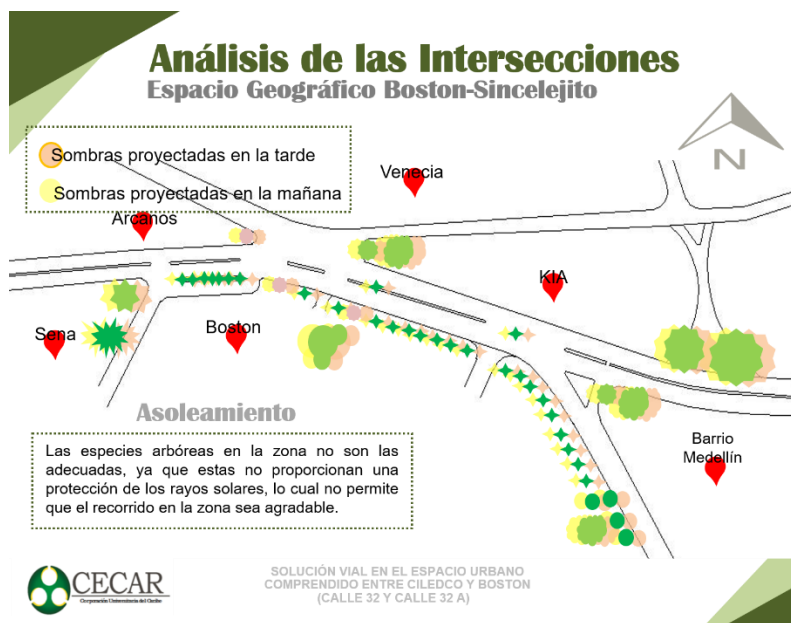 Análisis de las Intersecciones
Espacio Geográfico Boston-Sincelejito
N
Sombras proyectadas en la tarde
Sombras proyectadas en la mañana
Venecia
Arcanos
KIA
Sena
Boston
Barrio
Medellín
Asoleamiento
Las especies arbóreas en la zona no son las
adecuadas, ya que estas no proporcionan una
protección de los rayos solares, lo cual no permite
que el recorrido en la zona sea agradable.
CECAR
Corporación Universitaria del Caribe
SOLUCIÓN VIAL EN EL ESPACIO URBANO
COMPRENDIDO ENTRE CILEDCO Y BOSTON
(CALLE 32 Y CALLE 32 A)